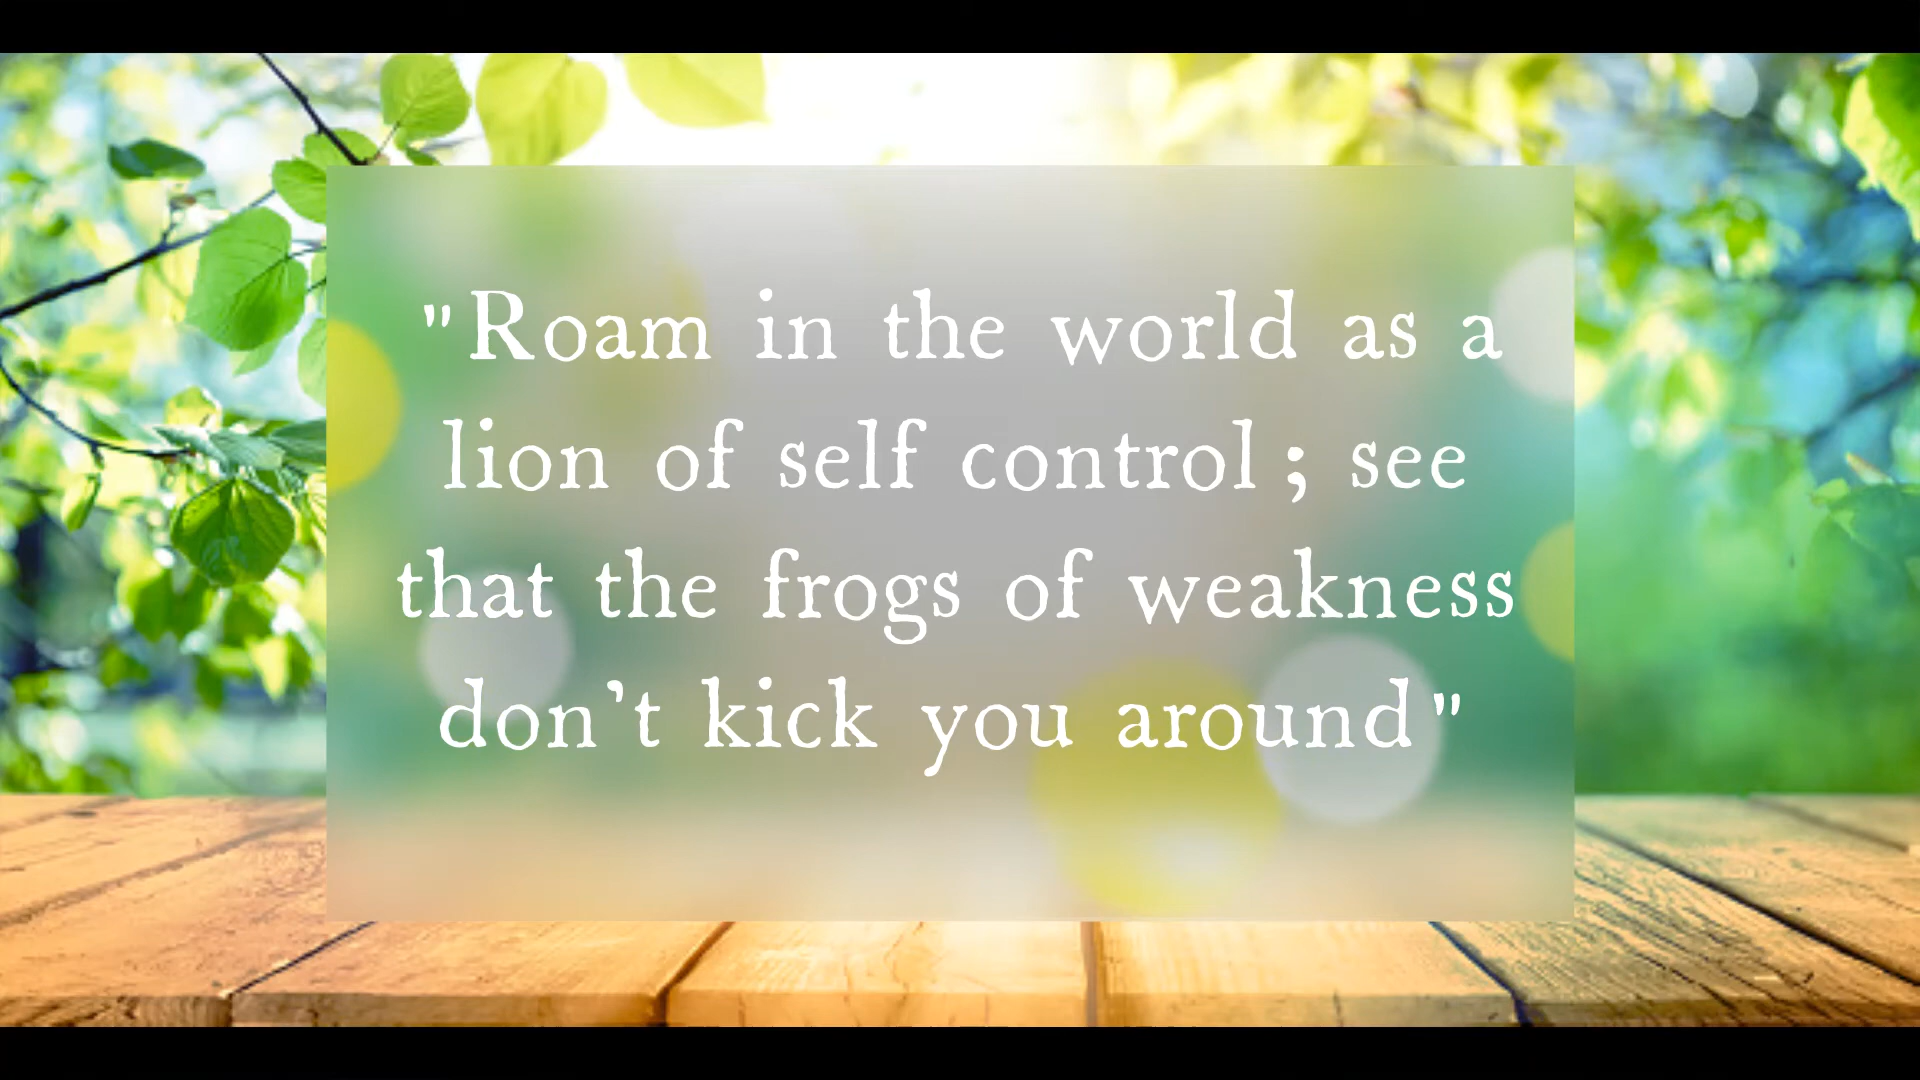 "Roam in the world as a
lion of self control ; see
that the frogs of weakness
don't kick you around"